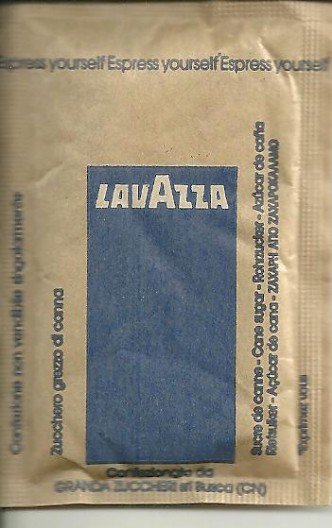 Espress yourself Espress yourself Espress yourself
LAVAZZA
Confezione non vendibile singolarmente
Zucchero grezzo di canna
Sucre de canne - Cane sugar - Rohrzucker - Azúcar de caña
Rietsuiker - Açúcar de cana - ΖΑΧΑΡΗ ΑΠΟ ΖΑΧΑΡΟΚΑΛΑΜΟ
"Exprimez vous
Confezionato da
GRANDA ZUCCHERI srl Busca (CN)